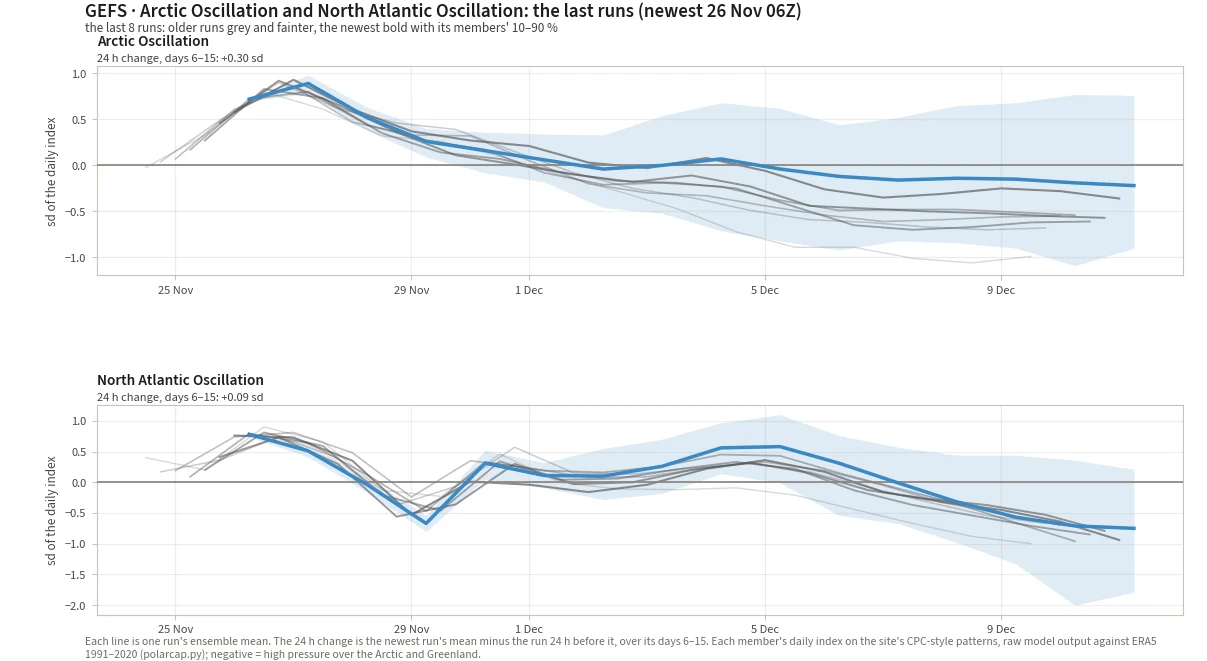 GEFS · Arctic Oscillation and North Atlantic Oscillation: the last runs (newest 26 Nov 06Z)
the last 8 runs: older runs grey and fainter, the newest bold with its members' 10–90 %
Arctic Oscillation
24 h change, days 6–15: +0.30 sd
sd of the daily index
1.0
0.5
0.0
−0.5
−1.0
25 Nov
29 Nov
1 Dec
5 Dec
9 Dec
North Atlantic Oscillation
24 h change, days 6–15: +0.09 sd
sd of the daily index
1.0
0.5
0.0
−0.5
−1.0
−1.5
−2.0
25 Nov
29 Nov
1 Dec
5 Dec
9 Dec
Each line is one run's ensemble mean. The 24 h change is the newest run's mean minus the run 24 h before it, over its days 6–15. Each member's daily index on the site's CPC-style patterns, raw model output against ERA5
1991–2020 (polarcap.py); negative = high pressure over the Arctic and Greenland.